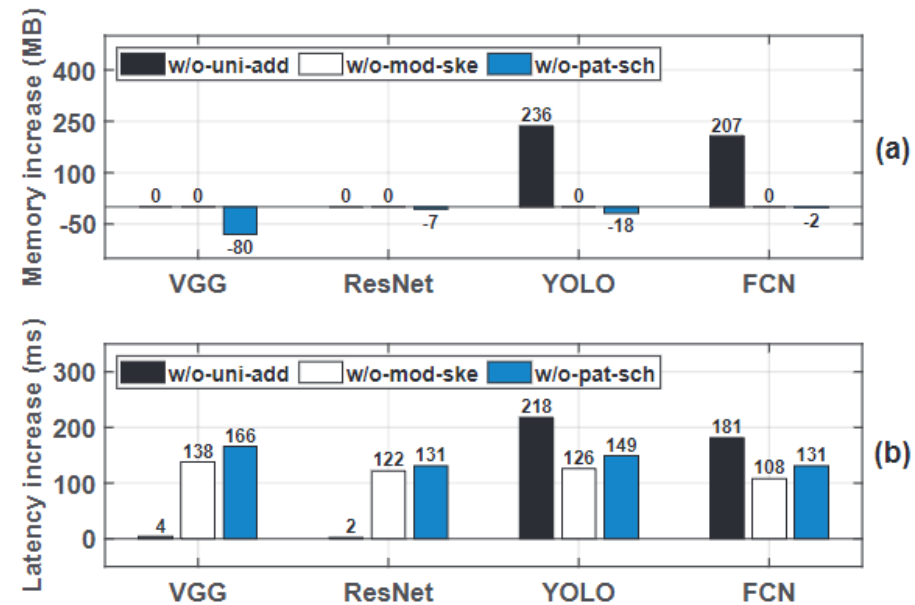 Memory increase (MB)
400
250
100
-50
w/o-uni-add w/o-mod-ske w/o-pat-sch
0 0 -80
0 0 -7
236 0 -18
207 0 -2
VGG ResNet YOLO FCN
(a)
Latency increase (ms)
300
200
100
0
w/o-uni-add w/o-mod-ske w/o-pat-sch
4 138 166
2 122 131
218 126 149
181 108 131
VGG ResNet YOLO FCN
(b)